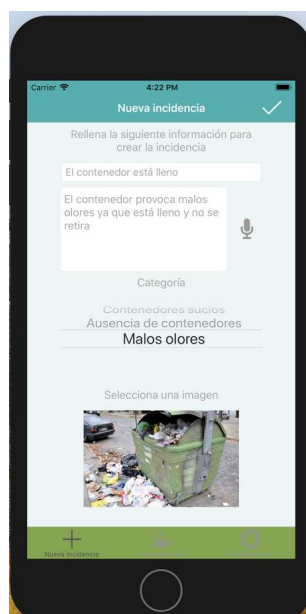 Carrier
4:22 PM
Nueva incidencia
Rellena la siguiente información para
crear la incidencia
El contenedor está lleno
El contenedor provoca malos
olores ya que está lleno y no se
retira
Categoría
Contenedores sucios
Ausencia de contenedores
Malos olores
Selecciona una imagen
Nueva incidencia